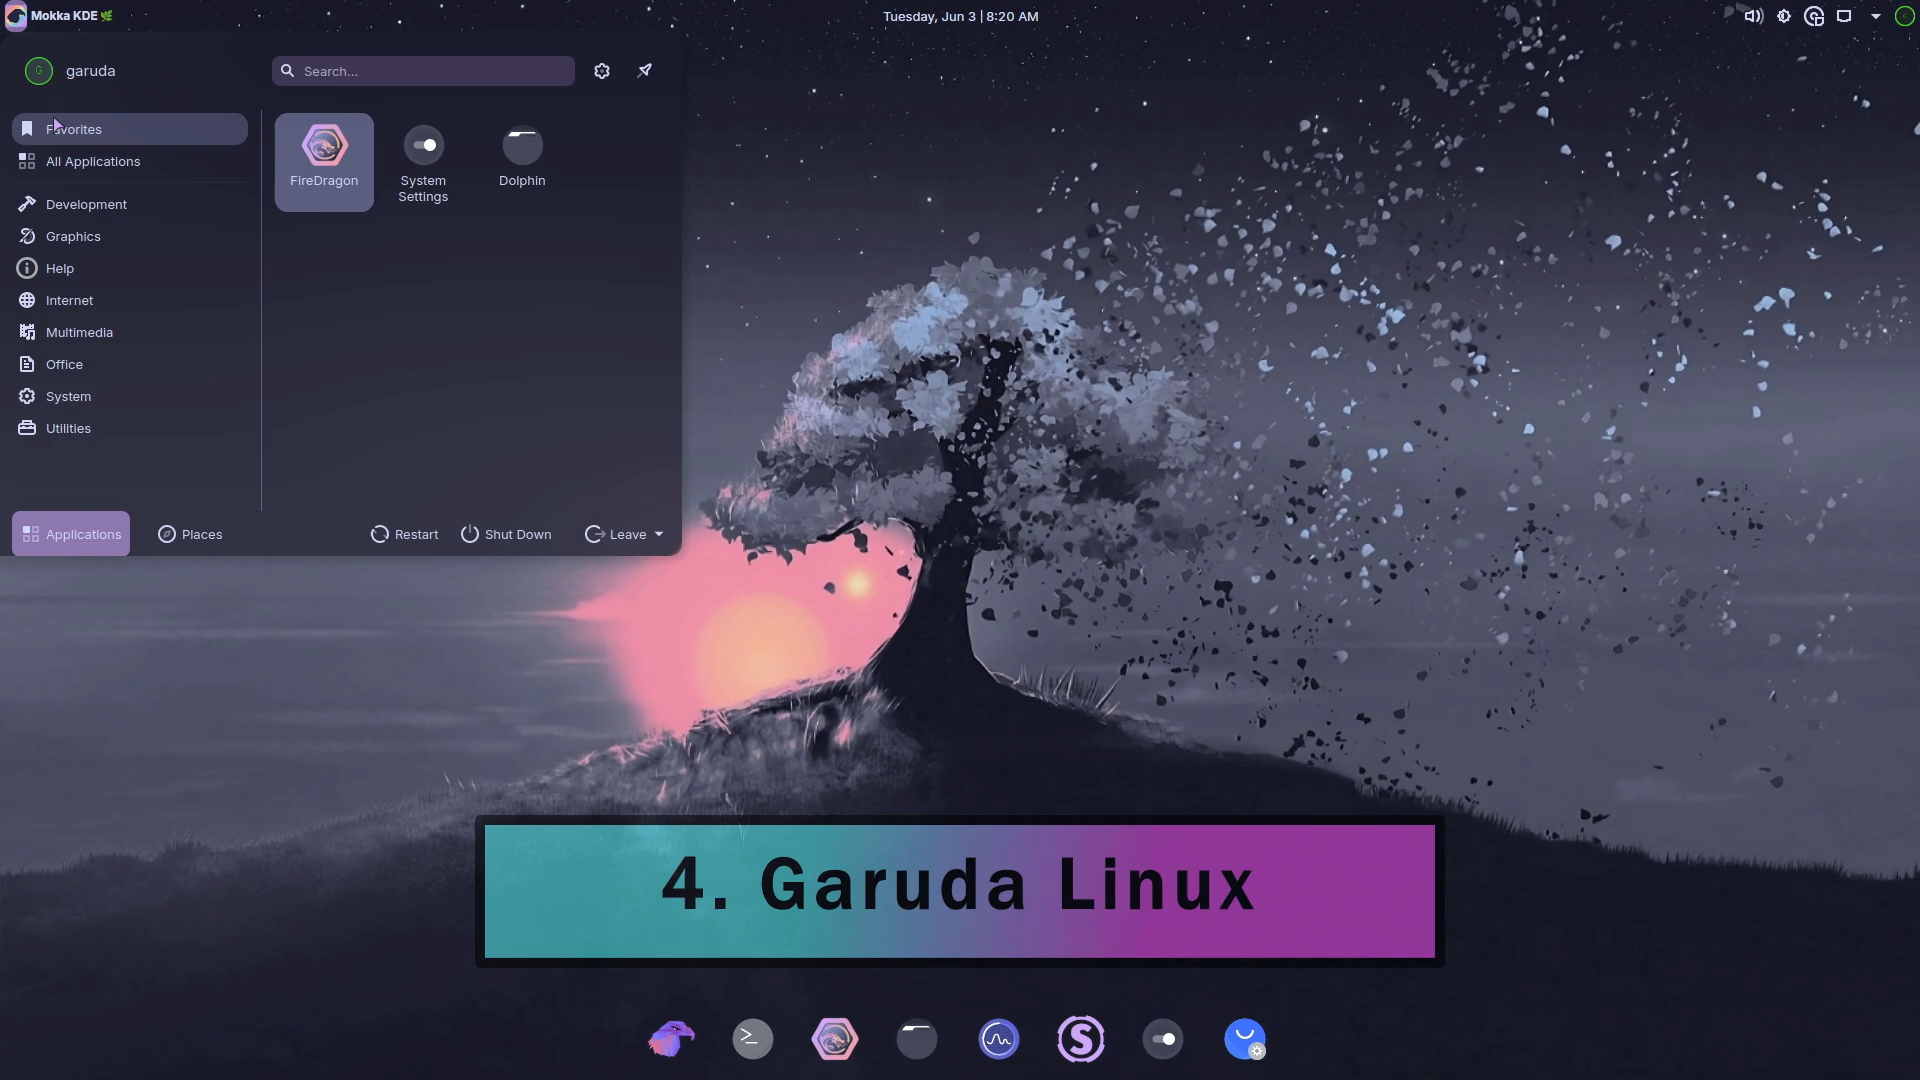 Mokka KDE🌿
Tuesday, Jun 3 | 8:20 AM
garuda
Search...
Favorites
All Applications
Development
Graphics
Help
Internet
Multimedia
Office
System
Utilities
FireDragon
System
Settings
Dolphin
Applications
Places
Restart
Shut Down
Leave
4. Garuda Linux